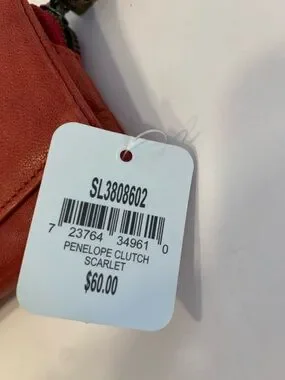 SL3808602
7 23764 34961 0
PENELOPE CLUTCH
SCARLET
$60.00